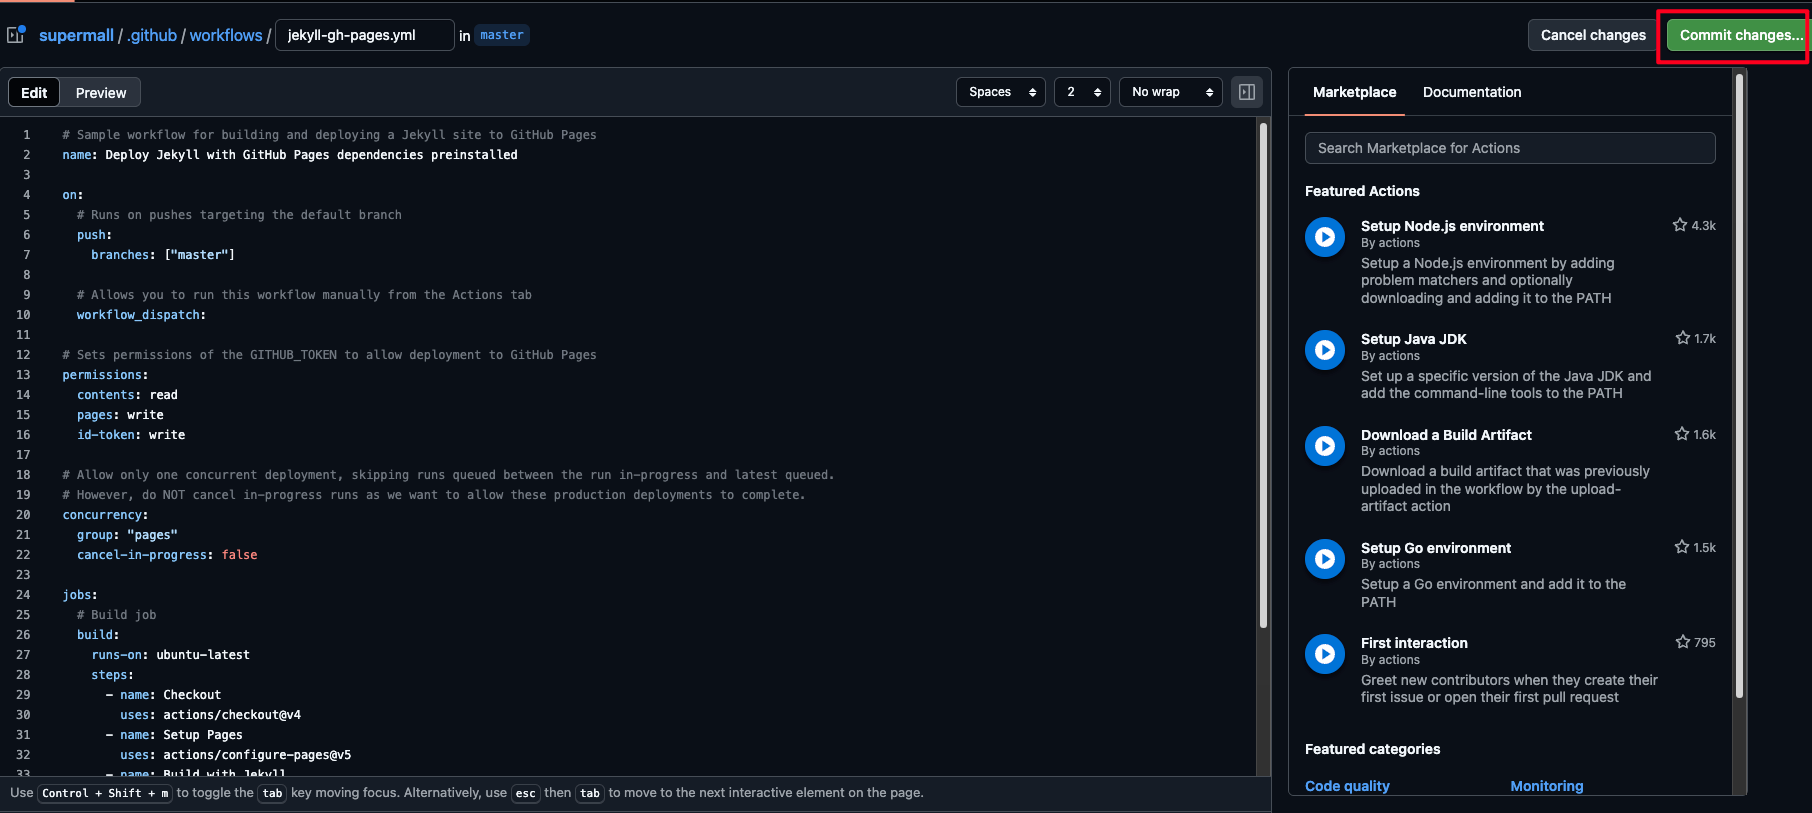 supermall / .github / workflows / jekyll-gh-pages.yml in master
Cancel changes
Commit changes...
Edit
Preview
Spaces
2
No wrap
1 # Sample workflow for building and deploying a Jekyll site to GitHub Pages
2 name: Deploy Jekyll with GitHub Pages dependencies preinstalled
3
4 on:
5 # Runs on pushes targeting the default branch
6 push:
7 branches: ["master"]
8
9 # Allows you to run this workflow manually from the Actions tab
10 workflow_dispatch:
11
12 # Sets permissions of the GITHUB_TOKEN to allow deployment to GitHub Pages
13 permissions:
14 contents: read
15 pages: write
16 id-token: write
17
18 # Allow only one concurrent deployment, skipping runs queued between the run in-progress and latest queued.
19 # However, do NOT cancel in-progress runs as we want to allow these production deployments to complete.
20 concurrency:
21 group: "pages"
22 cancel-in-progress: false
23
24 jobs:
25 # Build job
26 build:
27 runs-on: ubuntu-latest
28 steps:
29 - name: Checkout
30 uses: actions/checkout@v4
31 - name: Setup Pages
32 uses: actions/configure-pages@v5
33 - name: Build with Jekyll
Use Control + Shift + m to toggle the tab key moving focus. Alternatively, use esc then tab to move to the next interactive element on the page.
Marketplace
Documentation
Search Marketplace for Actions
Featured Actions
Setup Node.js environment 4.3k
By actions
Setup a Node.js environment by adding
problem matchers and optionally
downloading and adding it to the PATH
Setup Java JDK 1.7k
By actions
Set up a specific version of the Java JDK and
add the command-line tools to the PATH
Download a Build Artifact 1.6k
By actions
Download a build artifact that was previously
uploaded in the workflow by the upload-
artifact action
Setup Go environment 1.5k
By actions
Setup a Go environment and add it to the
PATH
First interaction 795
By actions
Greet new contributors when they create their
first issue or open their first pull request
Featured categories
Code quality
Monitoring